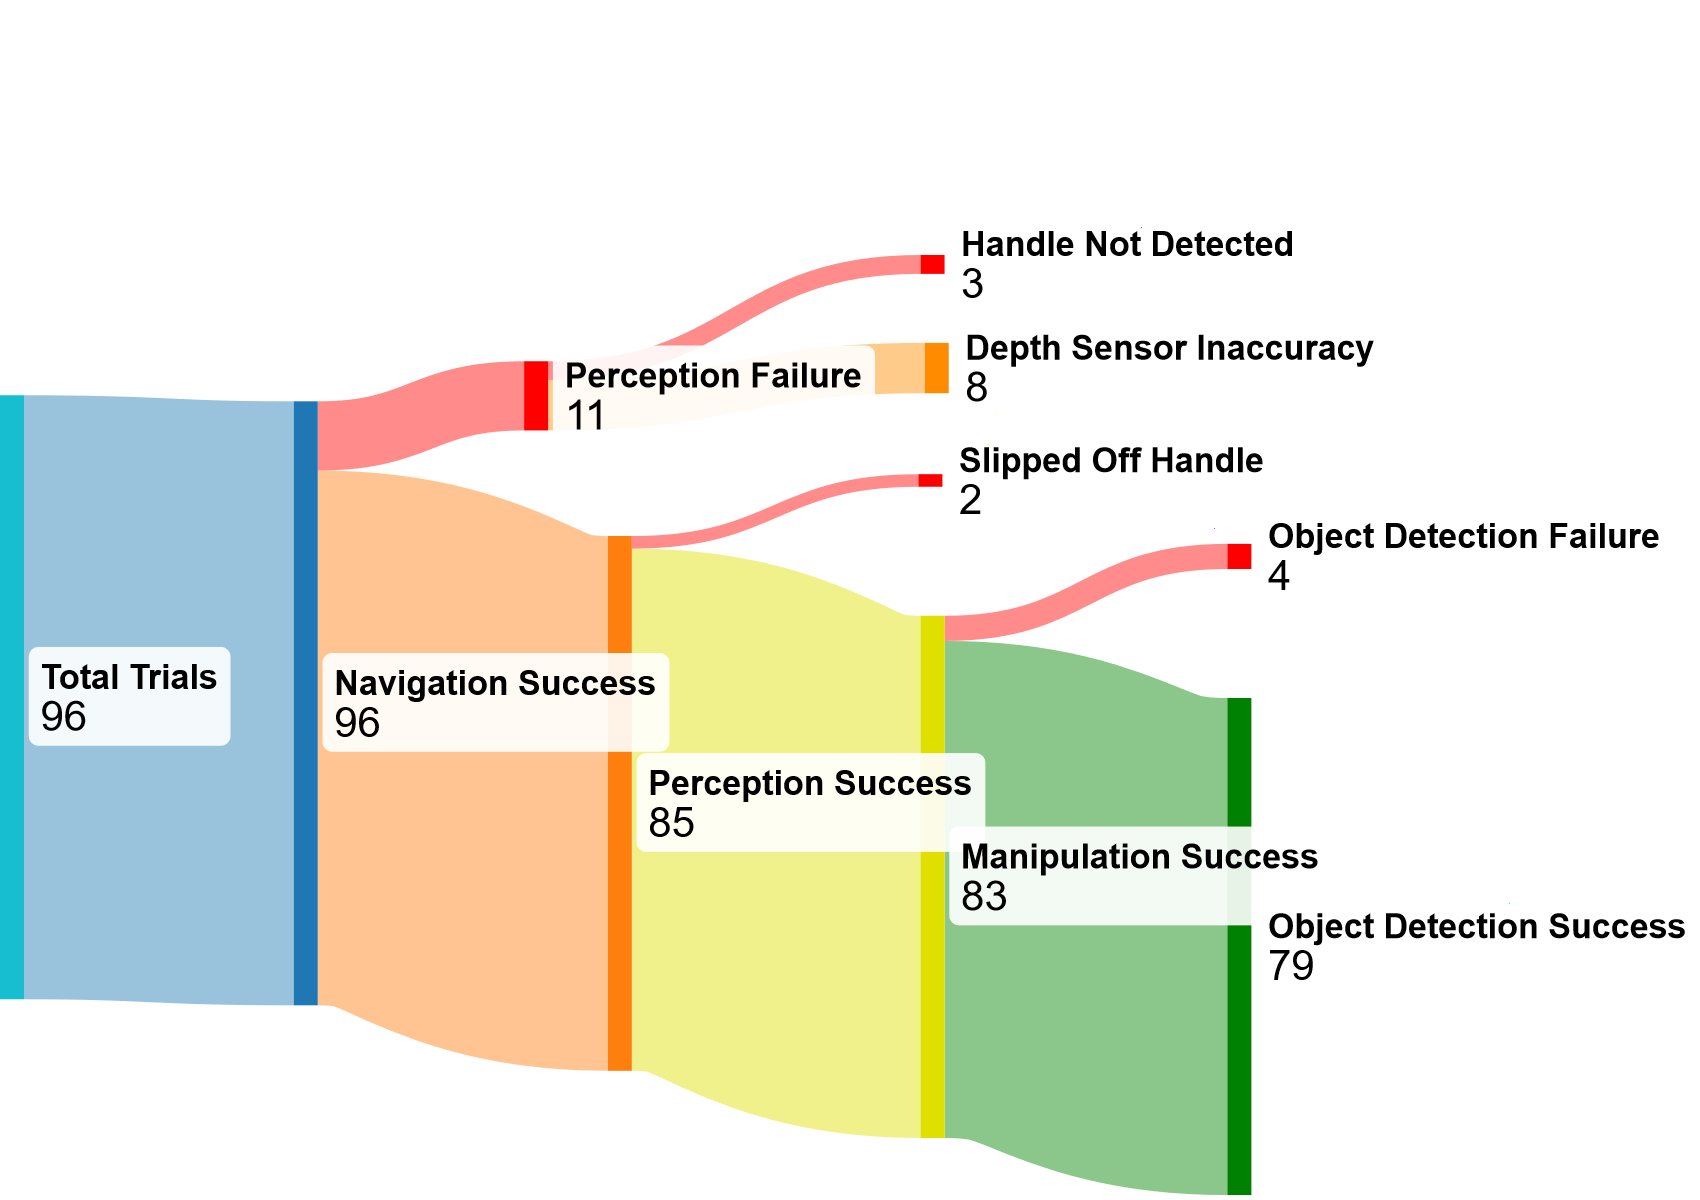 Handle Not Detected
3
Depth Sensor Inaccuracy
8
Perception Failure
11
Slipped Off Handle
2
Object Detection Failure
4
Total Trials
96
Navigation Success
96
Perception Success
85
Manipulation Success
83
Object Detection Success
79